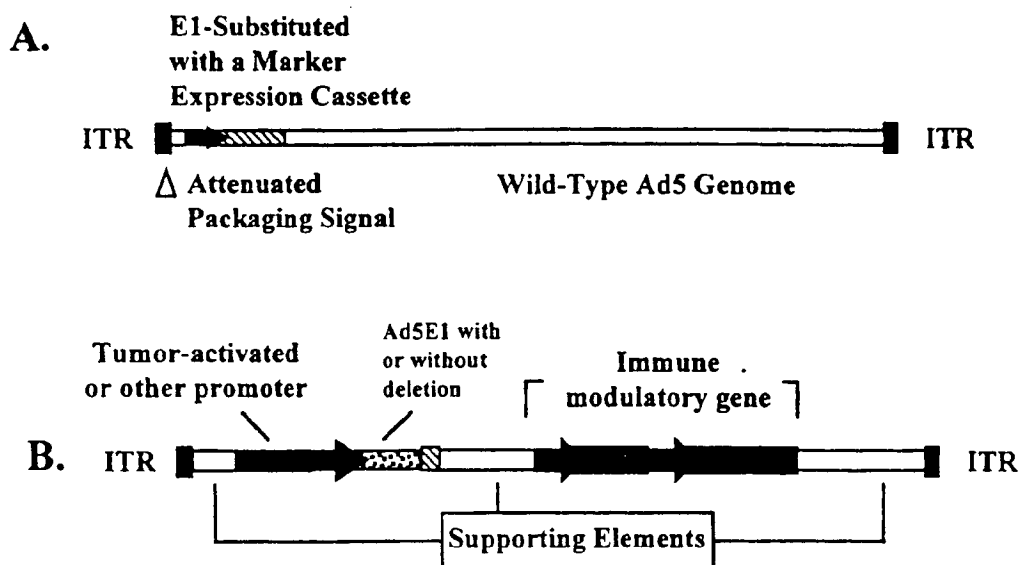 A.
E1-Substituted
with a Marker
Expression Cassette
ITR
ITR
Δ Attenuated
Packaging Signal
Wild-Type Ad5 Genome
Tumor-activated
or other promoter
Ad5E1 with
or without
deletion
Immune
modulatory gene
B.
ITR
ITR
Supporting Elements